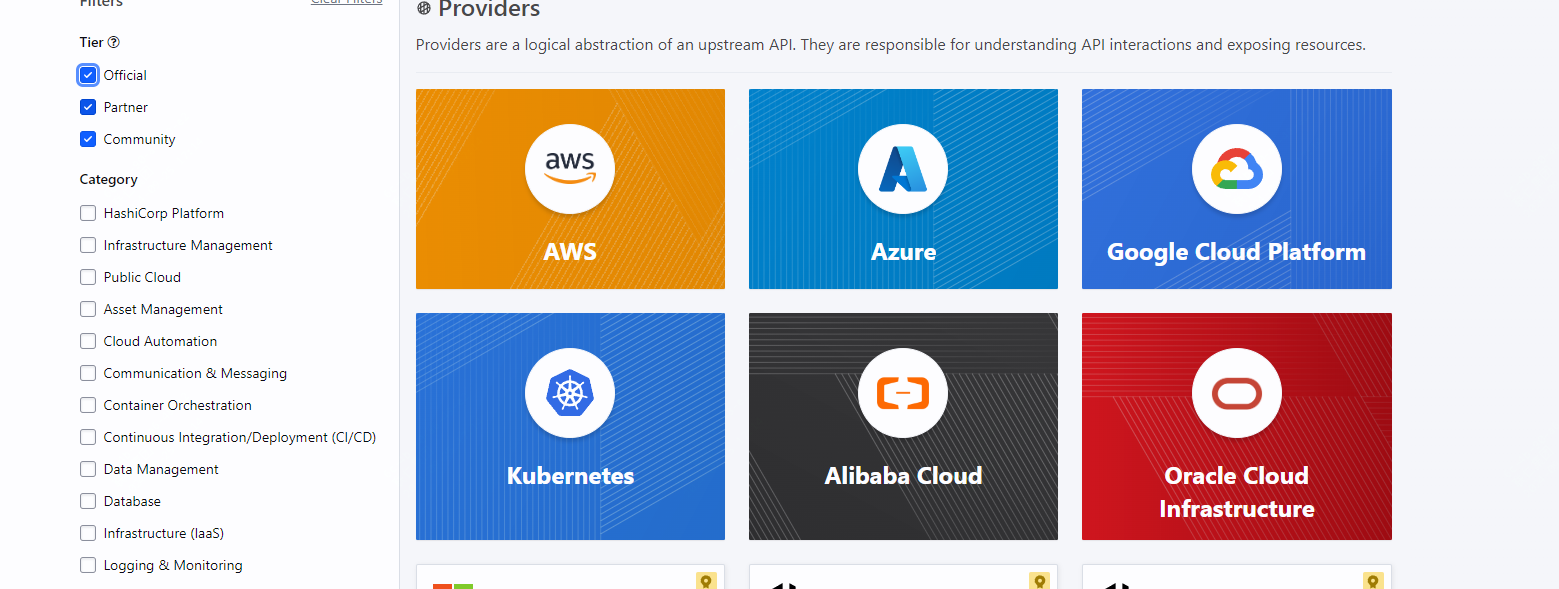 Filters
Clear Filters
Tier
Official
Partner
Community
Category
HashiCorp Platform
Infrastructure Management
Public Cloud
Asset Management
Cloud Automation
Communication & Messaging
Container Orchestration
Continuous Integration/Deployment (CI/CD)
Data Management
Database
Infrastructure (IaaS)
Logging & Monitoring
Providers
Providers are a logical abstraction of an upstream API. They are responsible for understanding API interactions and exposing resources.
aws
AWS
Azure
Google Cloud Platform
Kubernetes
Alibaba Cloud
Oracle Cloud
Infrastructure